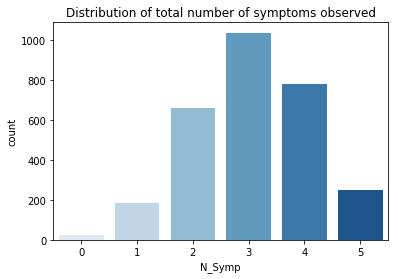 Distribution of total number of symptoms observed
1000
800
600
400
200
0
count
0 1 2 3 4 5
N_Symp